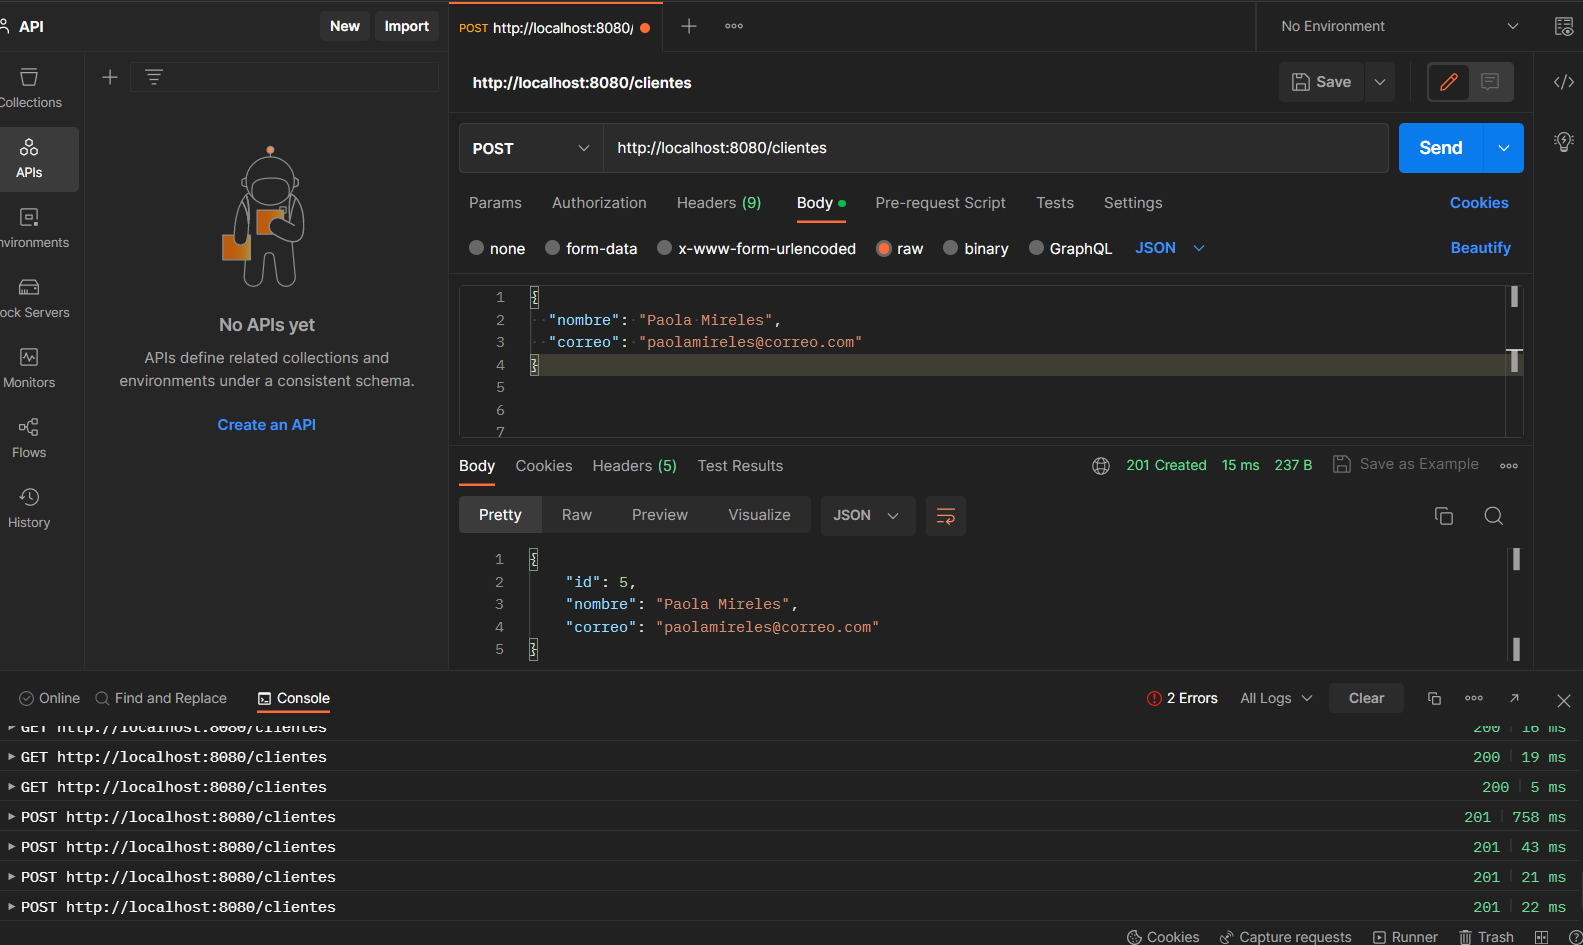 API
New
Import
POST http://localhost:8080/
No Environment
http://localhost:8080/clientes
Save
Collections
APIs
nvironments
ock Servers
Monitors
Flows
History
No APIs yet
APIs define related collections and
environments under a consistent schema.
Create an API
POST
http://localhost:8080/clientes
Send
Params Authorization Headers (9) Body Pre-request Script Tests Settings Cookies
none form-data x-www-form-urlencoded raw binary GraphQL JSON Beautify
1 {
2 "nombre": "Paola Mireles",
3 "correo": "paolamireles@correo.com"
4 }
5
6
7
Body Cookies Headers (5) Test Results 201 Created 15 ms 237 B Save as Example
Pretty Raw Preview Visualize JSON
1 {
2 "id": 5,
3 "nombre": "Paola Mireles",
4 "correo": "paolamireles@correo.com"
5 }
Online Find and Replace Console 2 Errors All Logs Clear
GET http://localhost:8080/clientes 200 16 ms
GET http://localhost:8080/clientes 200 19 ms
GET http://localhost:8080/clientes 200 5 ms
POST http://localhost:8080/clientes 201 758 ms
POST http://localhost:8080/clientes 201 43 ms
POST http://localhost:8080/clientes 201 21 ms
POST http://localhost:8080/clientes 201 22 ms
Cookies Capture requests Runner Trash